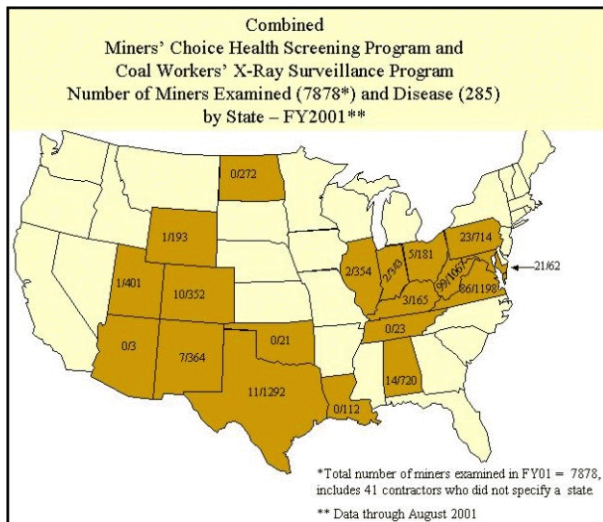 Combined
Miners' Choice Health Screening Program and
Coal Workers' X-Ray Surveillance Program
Number of Miners Examined (7878*) and Disease (285)
by State – FY2001**
0/272
1/193
23/714
5/181
2/354
21/62
1/401
10/352
86/1198
3/165
0/23
0/21
0/3
7/364
11/1292
14/720
0/112
*Total number of miners examined in FY01 = 7878,
includes 41 contractors who did not specify a state.
** Data through August 2001